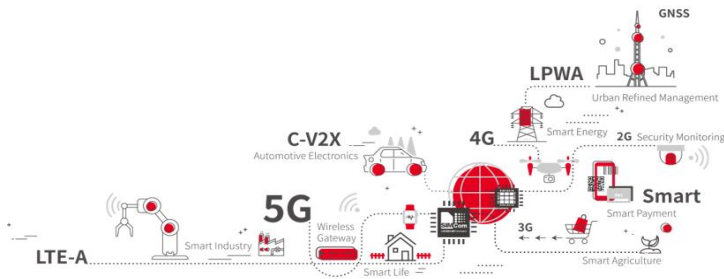 GNSS
LPWA
Urban Refined Management
C-V2X
Automotive Electronics
4G
Smart Energy
2G Security Monitoring
5G
Smart
Smart Payment
Wireless
Gateway
3G
LTE-A
Smart Industry
Smart Life
Smart Agriculture